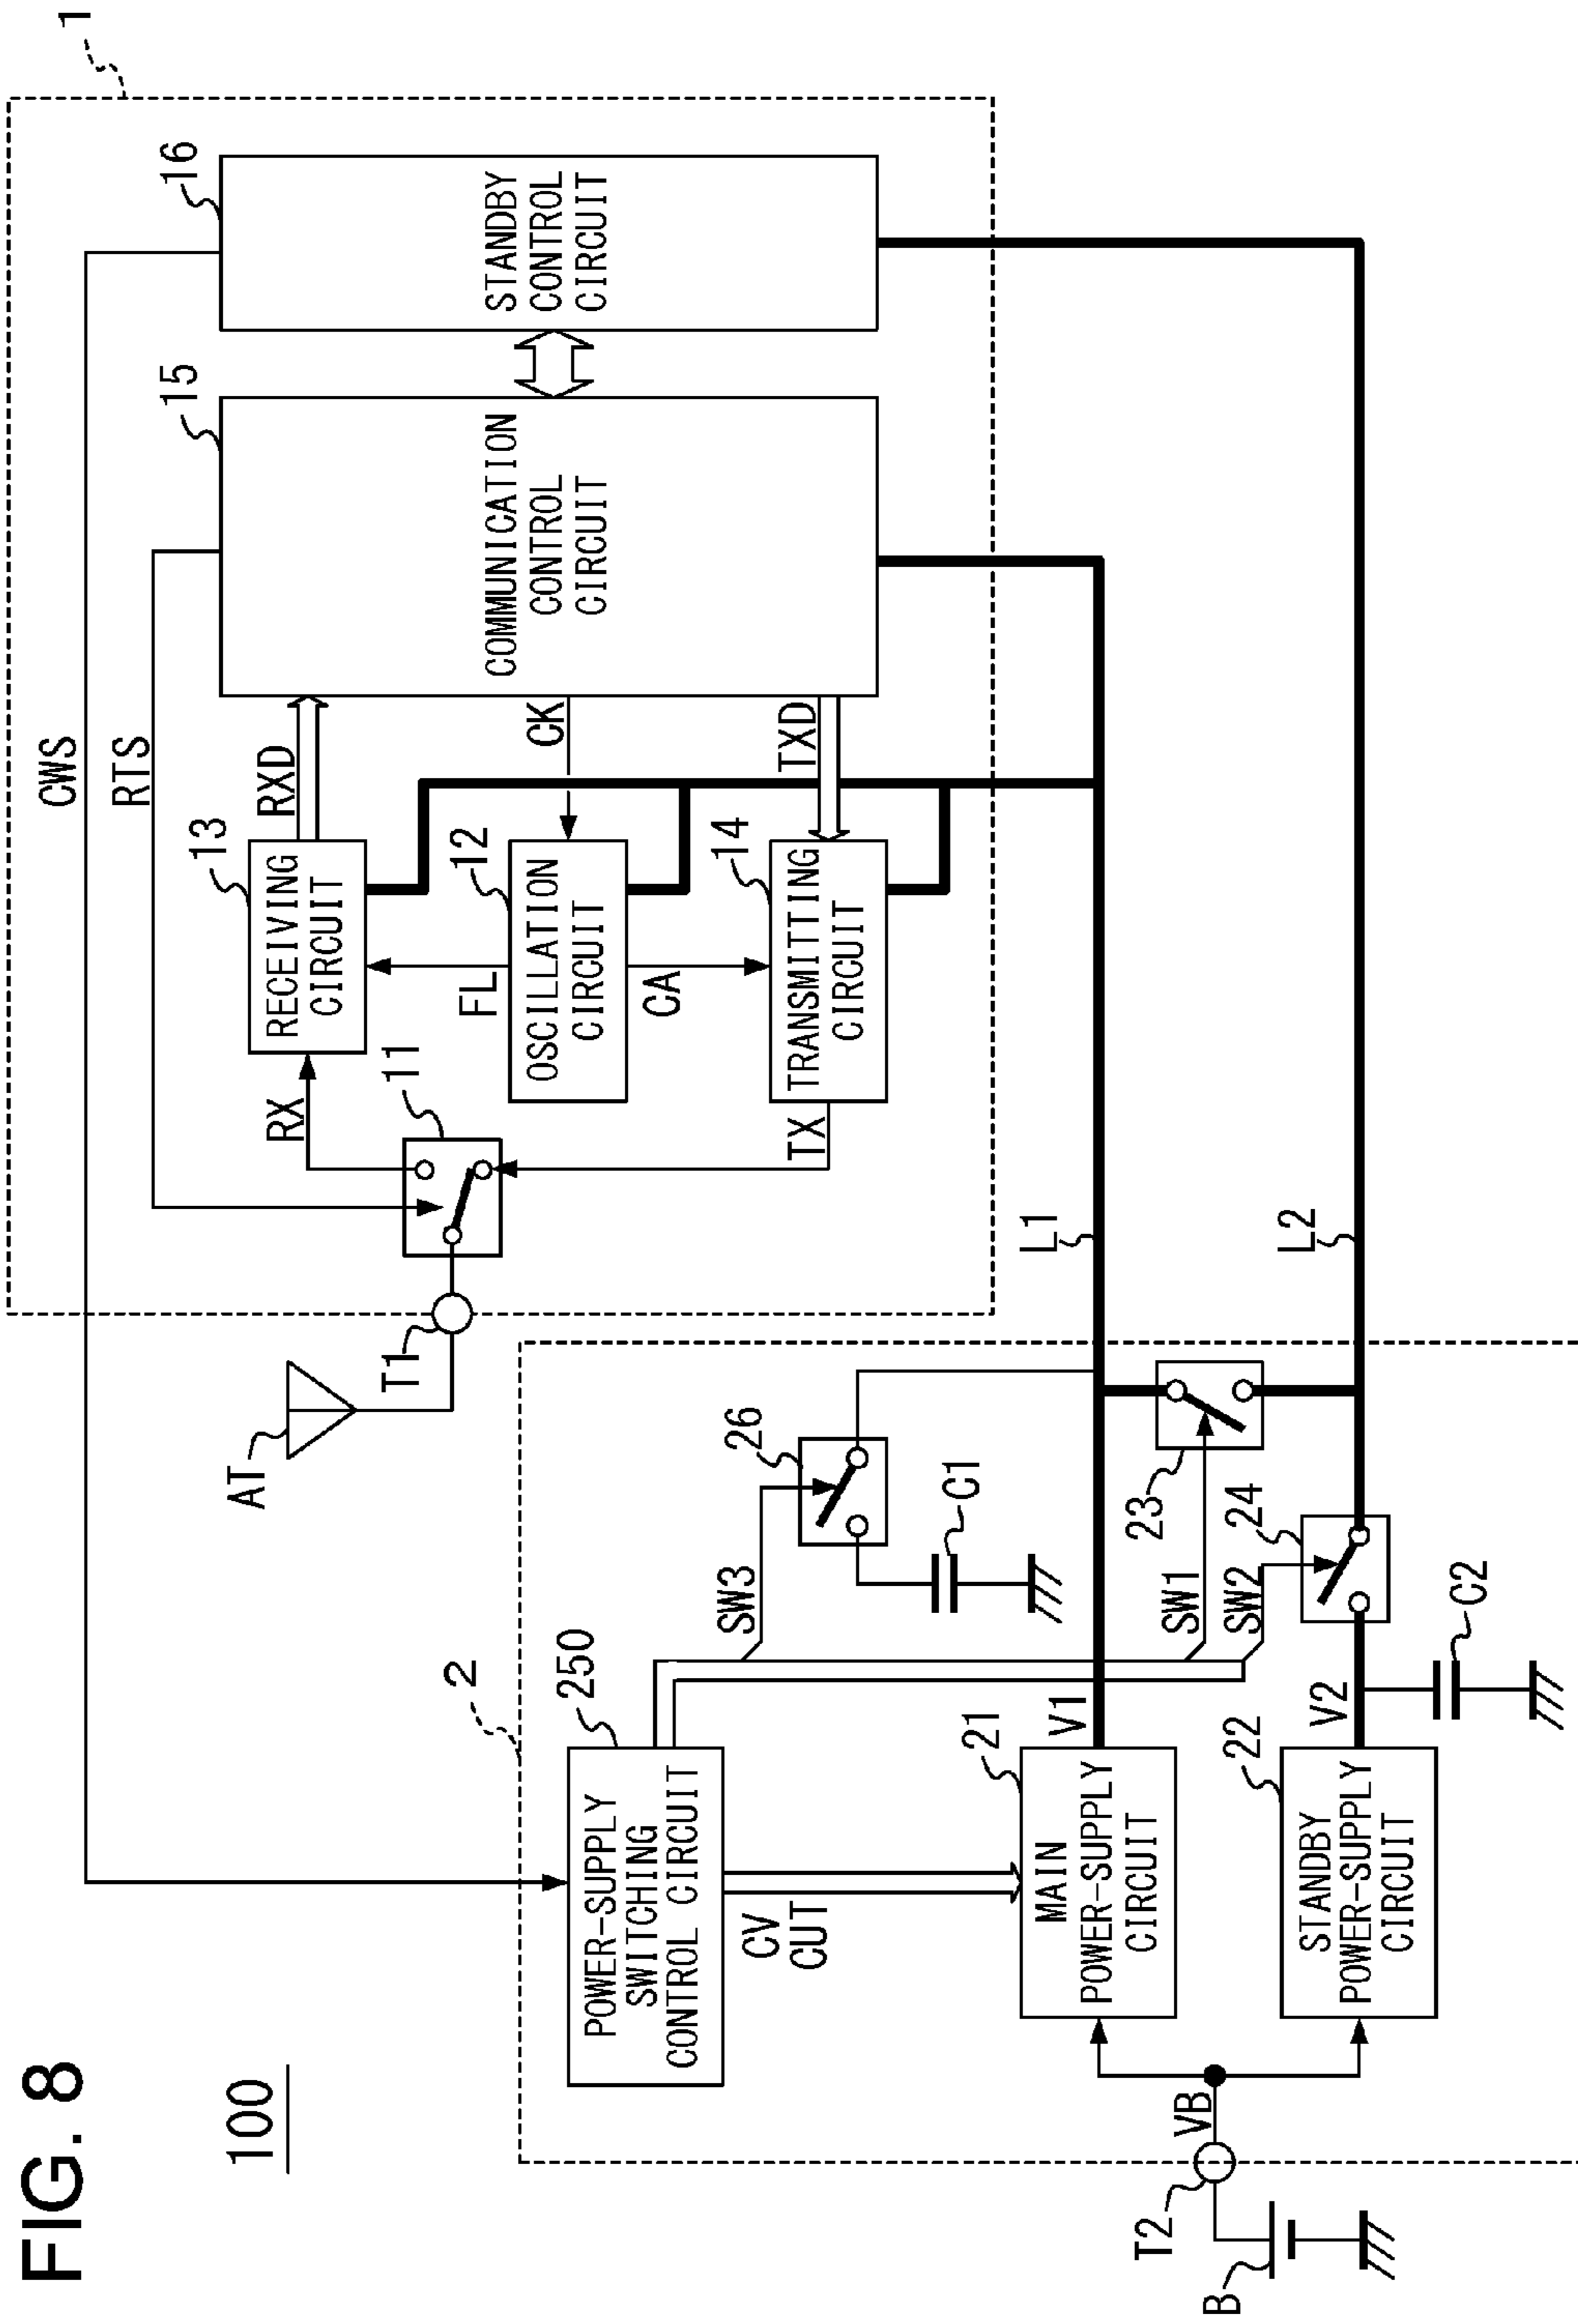 FIG. 8
100
1
CWS
RTS
16
STANDBY
CONTROL
CIRCUIT
15
COMMUNICATION
CONTROL
CIRCUIT
RXD
CK
TXD
13
RECEIVING
CIRCUIT
12
OSCILLATION
CIRCUIT
14
TRANSMITTING
CIRCUIT
FL
CA
RX
11
TX
AT
T1
L1
L2
2
250
POWER-SUPPLY
SWITCHING
CONTROL CIRCUIT
CV
CUT
SW3
26
C1
SW1
23
SW2
24
C2
21
MAIN
POWER-SUPPLY
CIRCUIT
V1
22
STANDBY
POWER-SUPPLY
CIRCUIT
V2
VB
T2
B